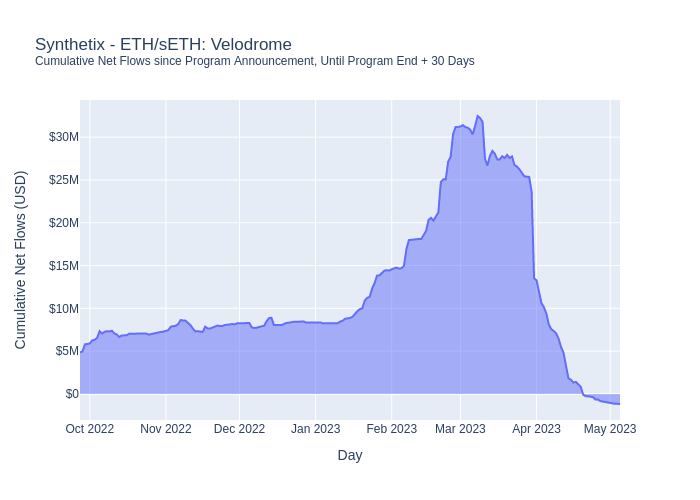 Synthetix - ETH/sETH: Velodrome
Cumulative Net Flows since Program Announcement, Until Program End + 30 Days
Cumulative Net Flows (USD)
$30M
$25M
$20M
$15M
$10M
$5M
$0
Oct 2022 Nov 2022 Dec 2022 Jan 2023 Feb 2023 Mar 2023 Apr 2023 May 2023
Day